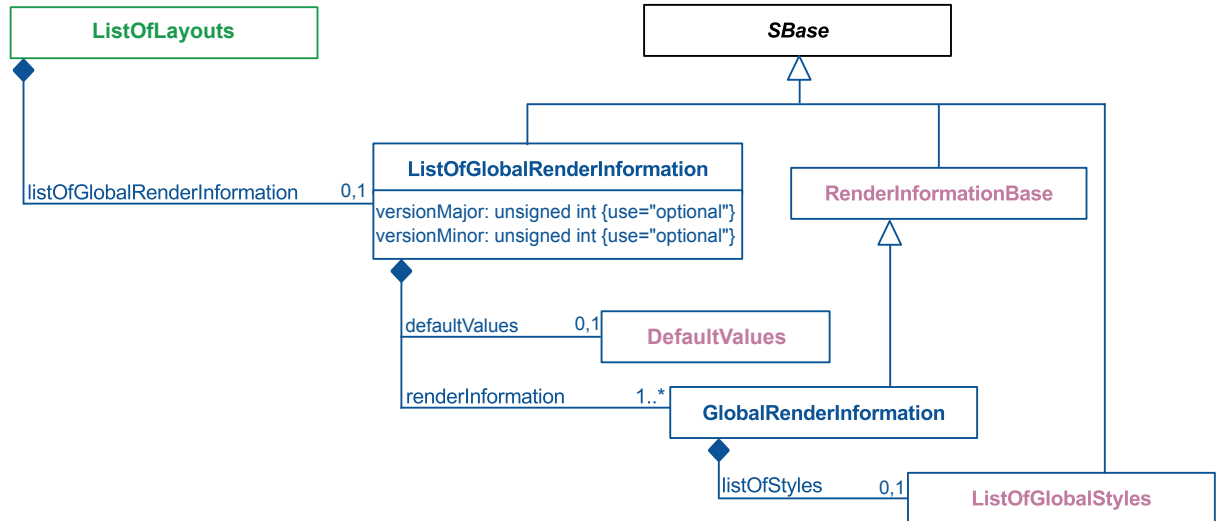 ListOfLayouts
SBase
ListOfGlobalRenderInformation
listOfGlobalRenderInformation 0,1
RenderInformationBase
versionMajor: unsigned int {use="optional"}
versionMinor: unsigned int {use="optional"}
defaultValues 0,1
DefaultValues
renderInformation 1..*
GlobalRenderInformation
listOfStyles 0,1
ListOfGlobalStyles